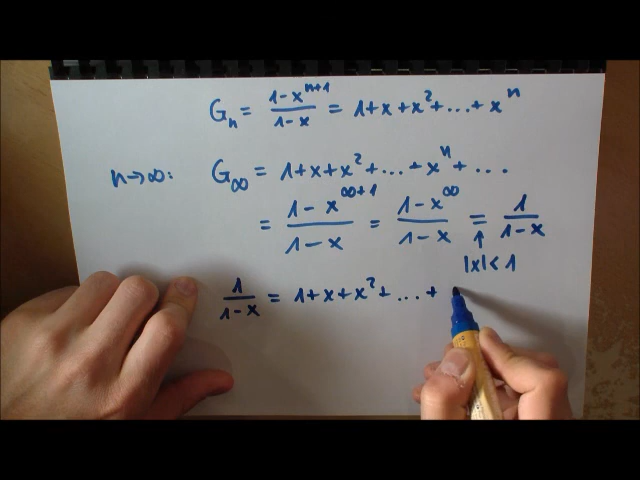 Gₙ = (1-xⁿ⁺¹)/(1-x) = 1+x+x²+...+xⁿ
n→∞: G∞ = 1+x+x²+...+xⁿ+...
= (1-x^(∞+1))/(1-x) = (1-x^∞)/(1-x) = 1/(1-x)
↑
|x|<1
1/(1-x) = 1+x+x²+...+